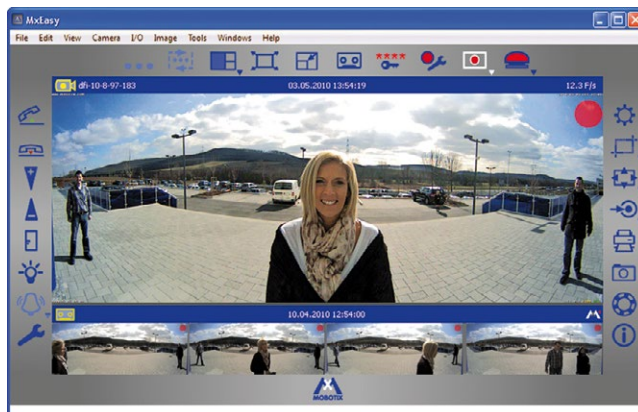 MxEasy
File Edit View Camera I/O Image Tools Windows Help
dfi-10-8-97-183 03.05.2010 13:54:19 12.3 F/s
10.04.2010 12:54:00
MOBOTIX